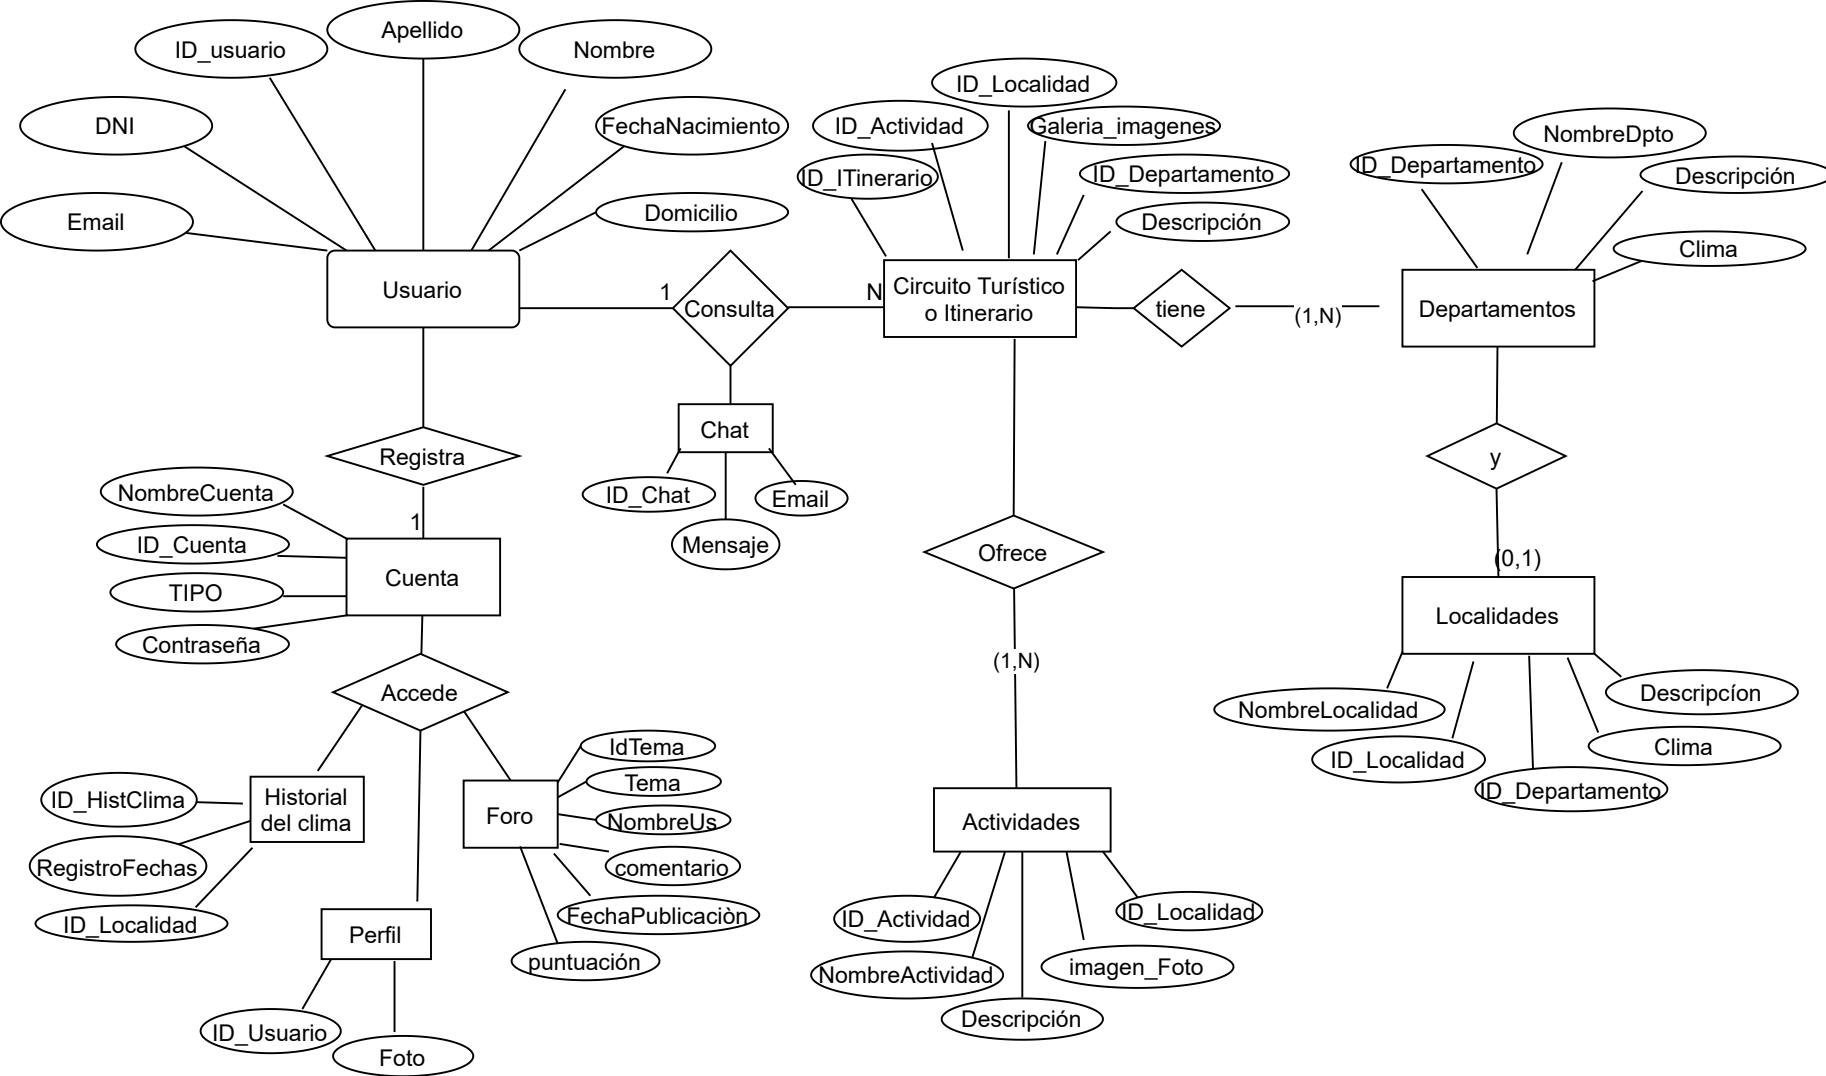 Apellido
ID_usuario
Nombre
DNI
FechaNacimiento
Email
Domicilio
Usuario
ID_Localidad
ID_Actividad
Galeria_imagenes
ID_ITinerario
ID_Departamento
Descripción
1
Consulta
N
Circuito Turístico
o Itinerario
tiene
(1,N)
NombreDpto
ID_Departamento
Descripción
Clima
Departamentos
Registra
Chat
ID_Chat
Email
Mensaje
y
(0,1)
NombreCuenta
1
ID_Cuenta
TIPO
Contraseña
Cuenta
Ofrece
(1,N)
Localidades
NombreLocalidad
ID_Localidad
ID_Departamento
Clima
Descripcíon
Accede
Historial
del clima
ID_HistClima
RegistroFechas
ID_Localidad
Foro
IdTema
Tema
NombreUs
comentario
FechaPublicaciòn
puntuación
Perfil
ID_Usuario
Foto
Actividades
ID_Actividad
NombreActividad
Descripción
imagen_Foto
ID_Localidad